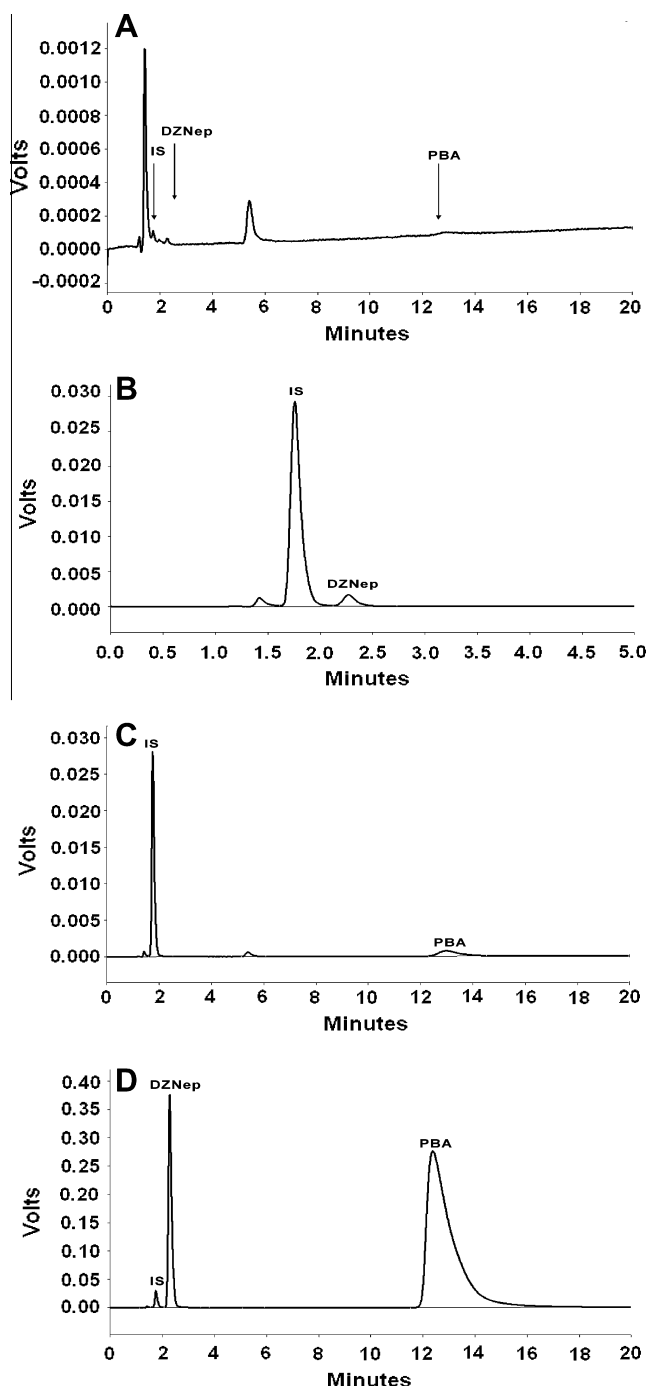 A
0.0012
0.0010
0.0008
0.0006
0.0004
0.0002
0.0000
-0.0002
Volts
IS
DZNep
PBA
0 2 4 6 8 10 12 14 16 18 20
Minutes
B
0.030
0.025
0.020
0.015
0.010
0.005
0.000
Volts
IS
DZNep
0.0 0.5 1.0 1.5 2.0 2.5 3.0 3.5 4.0 4.5 5.0
Minutes
C
0.030
0.025
0.020
0.015
0.010
0.005
0.000
Volts
IS
PBA
0 2 4 6 8 10 12 14 16 18 20
Minutes
D
0.40
0.35
0.30
0.25
0.20
0.15
0.10
0.05
0.00
Volts
DZNep
IS
PBA
0 2 4 6 8 10 12 14 16 18 20
Minutes